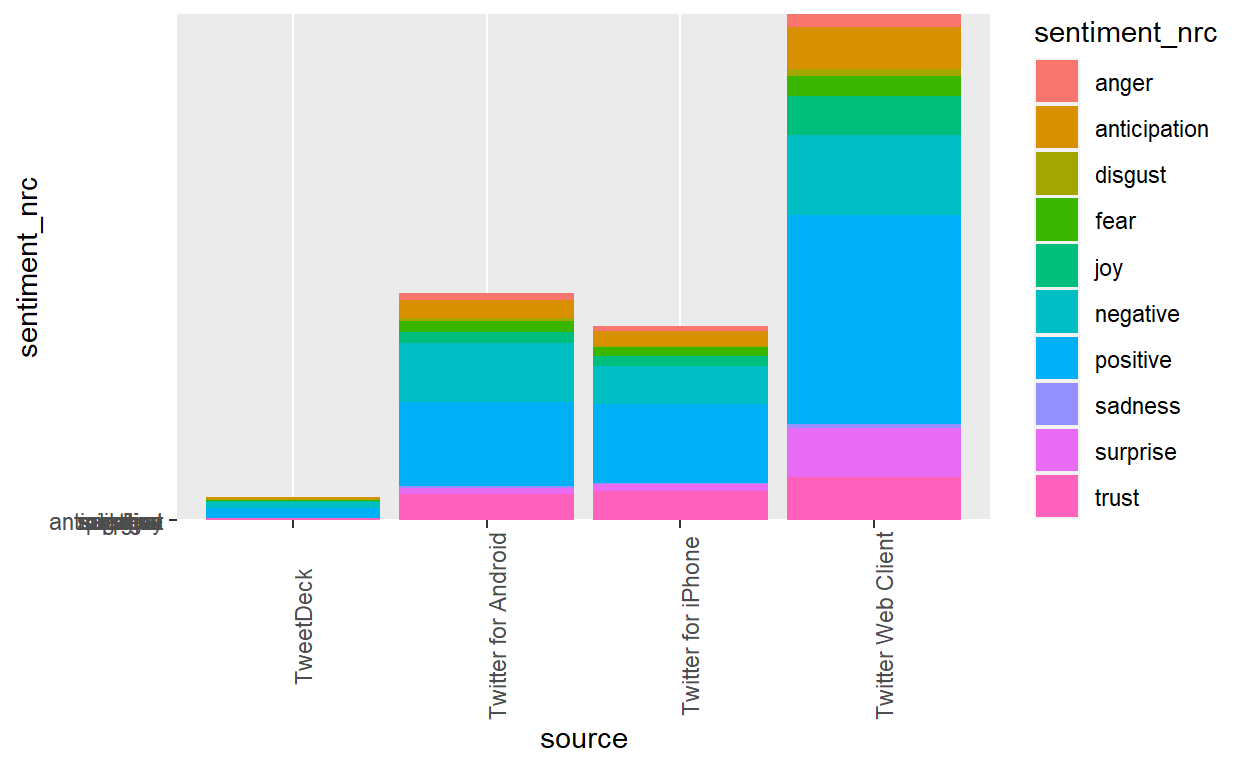 sentiment_nrc
TweetDeck
Twitter for Android
Twitter for iPhone
Twitter Web Client
source
sentiment_nrc
anger
anticipation
disgust
fear
joy
negative
positive
sadness
surprise
trust